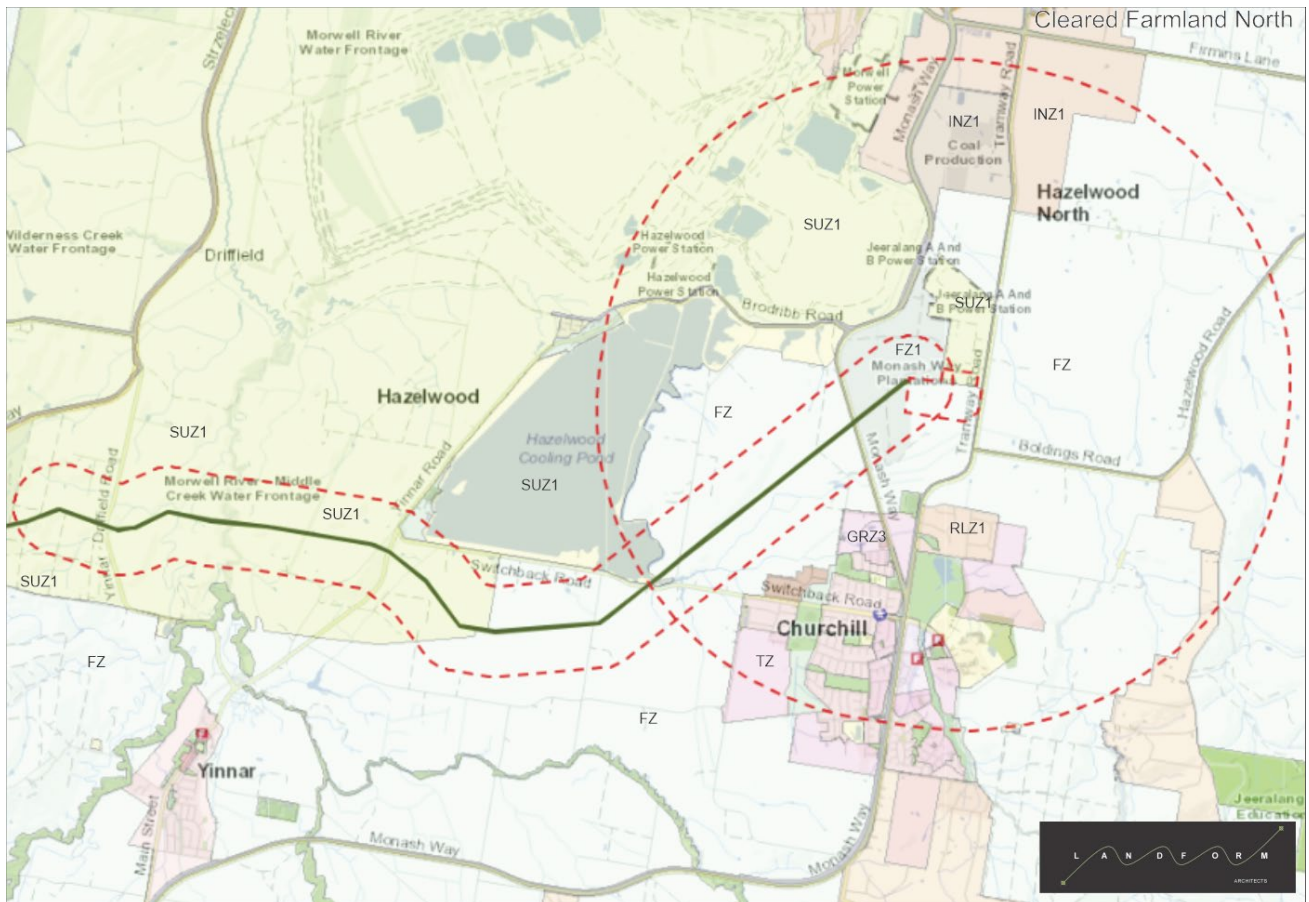 Cleared Farmland North
Morwell River
Water Frontage
Strzelec
Firmins Lane
Morwell
Power
Station
Monash Way
Tramway Road
INZ1
INZ1
Coal
Production
Hazelwood
North
SUZ1
Wilderness Creek
Water Frontage
Driffield
Hazelwood
Power Station
Hazelwood
Power Station
Jeeralang A And
B Power Station
Jeeralang A And
B Power Station
SUZ1
Brodribb Road
FZ1
Monash Way
Plantation
FZ
FZ
Hazelwood Road
Tramway Road
Hazelwood
Hazelwood
Cooling Pond
SUZ1
SUZ1
Yinnar Road
Monash Way
Boldings Road
Morwell River - Middle
Creek Water Frontage
SUZ1
Yinnar - Driffield Road
SUZ1
GRZ3
RLZ1
Switchback Road
Switchback Road
Churchill
TZ
FZ
FZ
Yinnar
Main Street
Monash Way
Monash Way
Jeeralang
Educatio
LANDFORM
ARCHITECTS